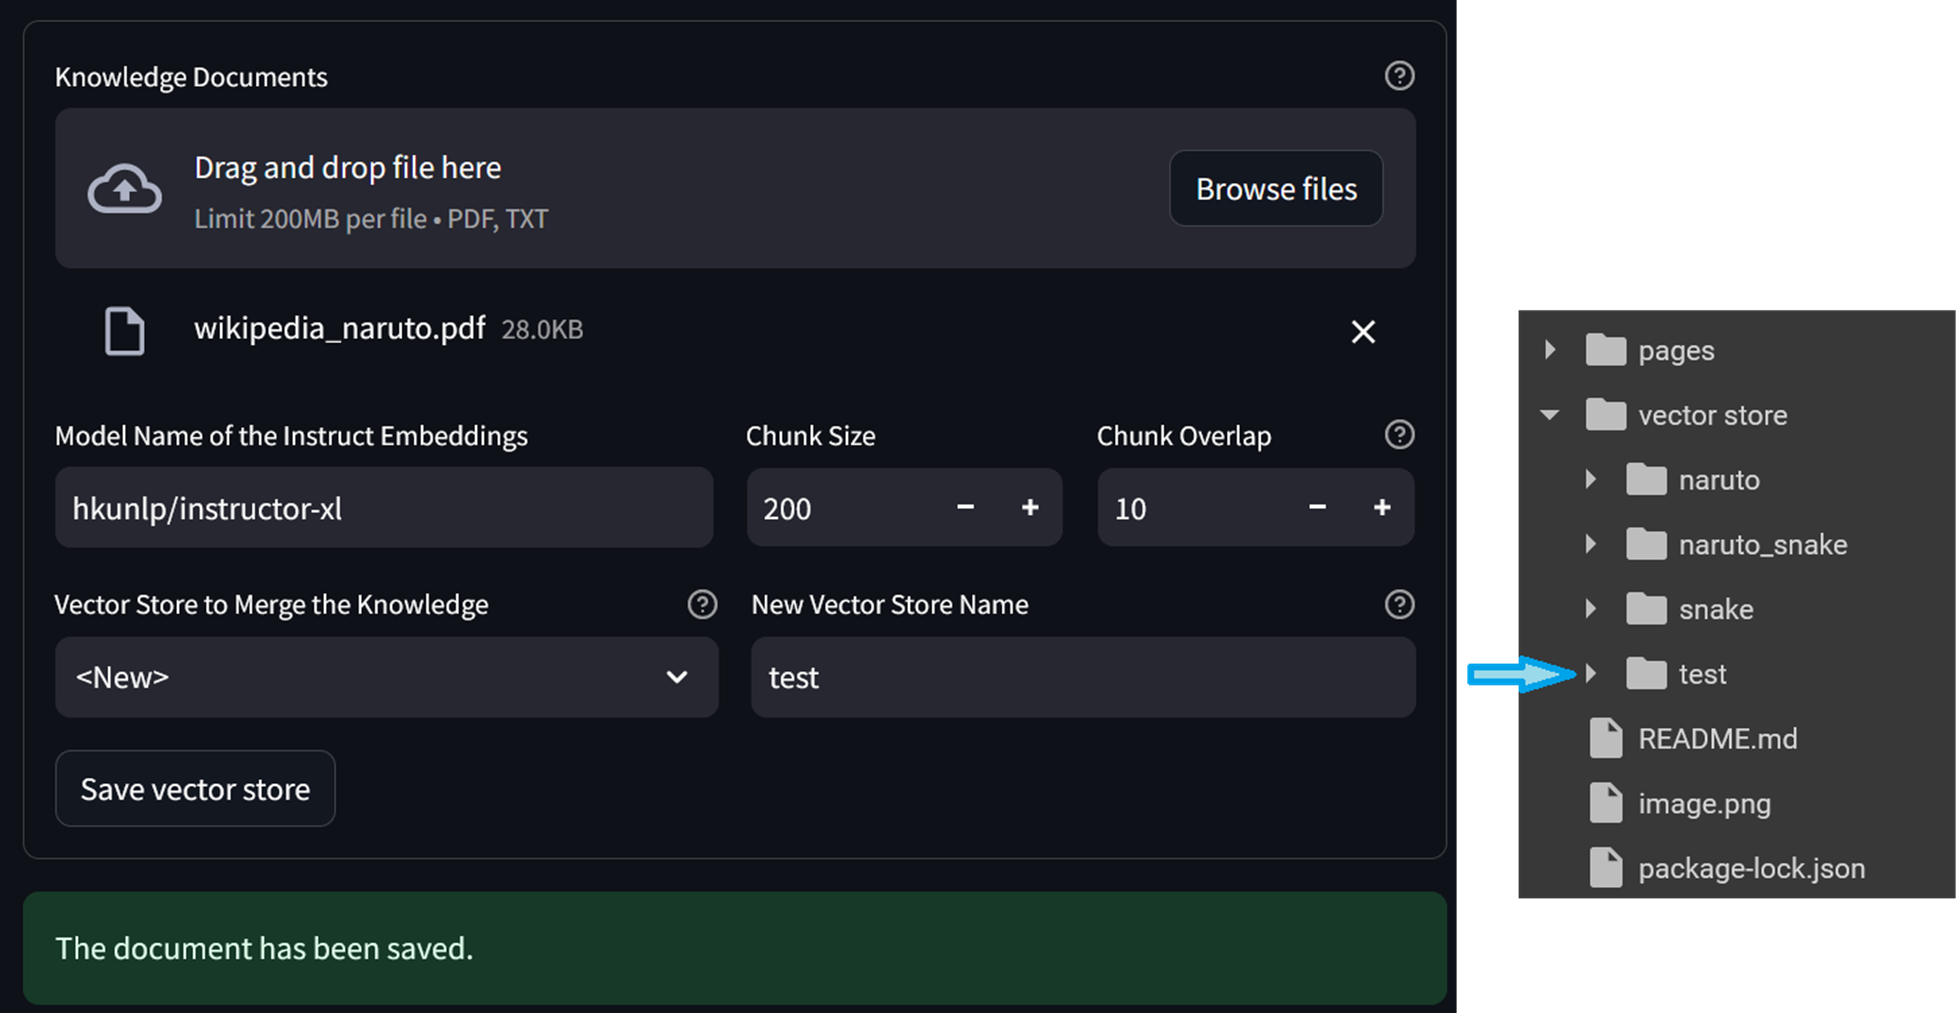 Knowledge Documents
Drag and drop file here
Limit 200MB per file • PDF, TXT
Browse files
wikipedia_naruto.pdf 28.0KB
Model Name of the Instruct Embeddings
Chunk Size
Chunk Overlap
hkunlp/instructor-xl
200
10
Vector Store to Merge the Knowledge
New Vector Store Name
<New>
test
Save vector store
The document has been saved.
pages
vector store
naruto
naruto_snake
snake
test
README.md
image.png
package-lock.json